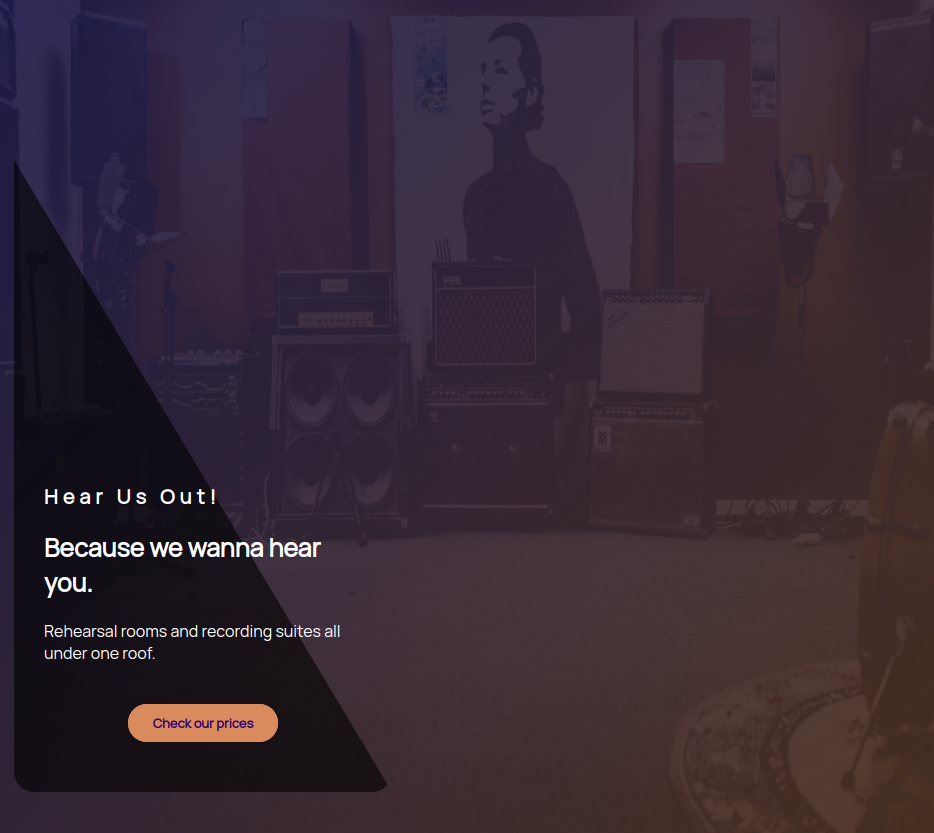 VOX
Hear Us Out!
Because we wanna hear
you.
Rehearsal rooms and recording suites all
under one roof.
Check our prices